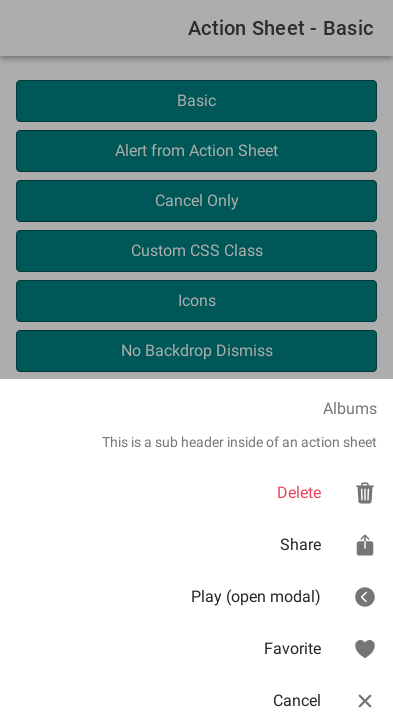 Action Sheet - Basic
Basic
Alert from Action Sheet
Cancel Only
Custom CSS Class
Icons
No Backdrop Dismiss
Albums
This is a sub header inside of an action sheet
Delete
Share
Play (open modal)
Favorite
Cancel